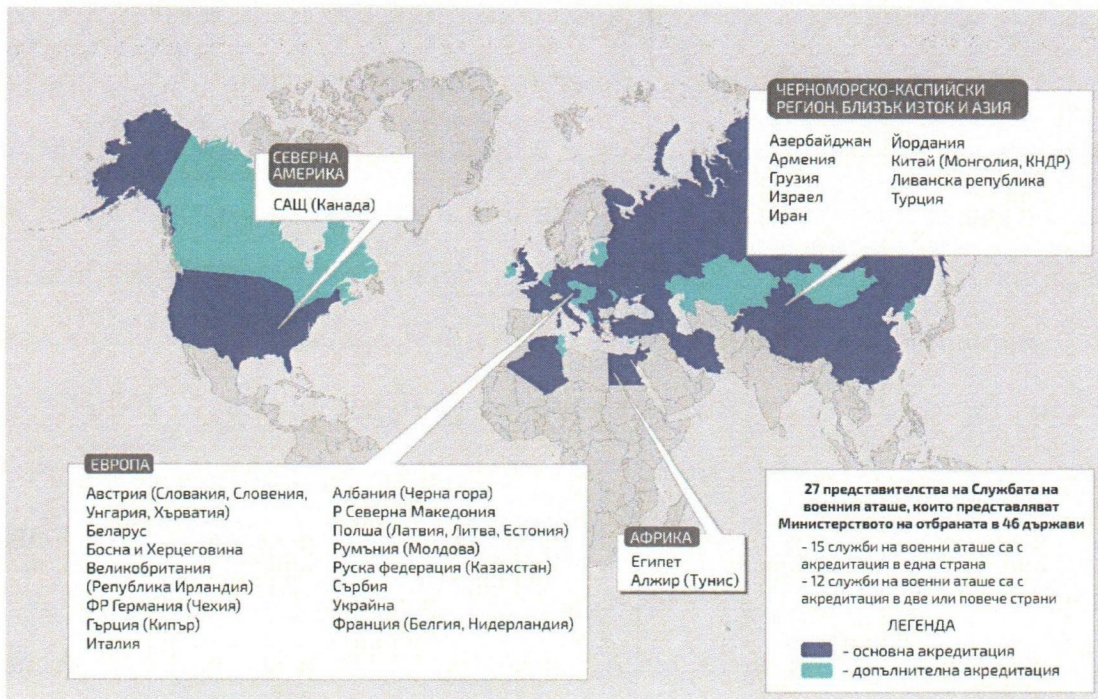 СЕВЕРНА
АМЕРИКА
САЩ (Канада)
ЧЕРНОМОРСКО-КАСПИЙСКИ
РЕГИОН, БЛИЗЪК ИЗТОК И АЗИЯ
Азербайджан
Армения
Грузия
Израел
Иран
Йордания
Китай (Монголия, КНДР)
Ливанска република
Турция
ЕВРОПА
Австрия (Словакия, Словения,
Унгария, Хърватия)
Беларус
Босна и Херцеговина
Великобритания
(Република Ирландия)
ФР Германия (Чехия)
Гърция (Кипър)
Италия
Албания (Черна гора)
Р Северна Македония
Полша (Латвия, Литва, Естония)
Румъния (Молдова)
Руска федерация (Казахстан)
Сърбия
Украйна
Франция (Белгия, Нидерландия)
АФРИКА
Египет
Алжир (Тунис)
27 представителства на Службата на
военния аташе, които представляват
Министерството на отбраната в 46 държави
- 15 служби на военни аташе са с
акредитация в една страна
- 12 служби на военни аташе са с
акредитация в две или повече страни
ЛЕГЕНДА
- основна акредитация
- допълнителна акредитация